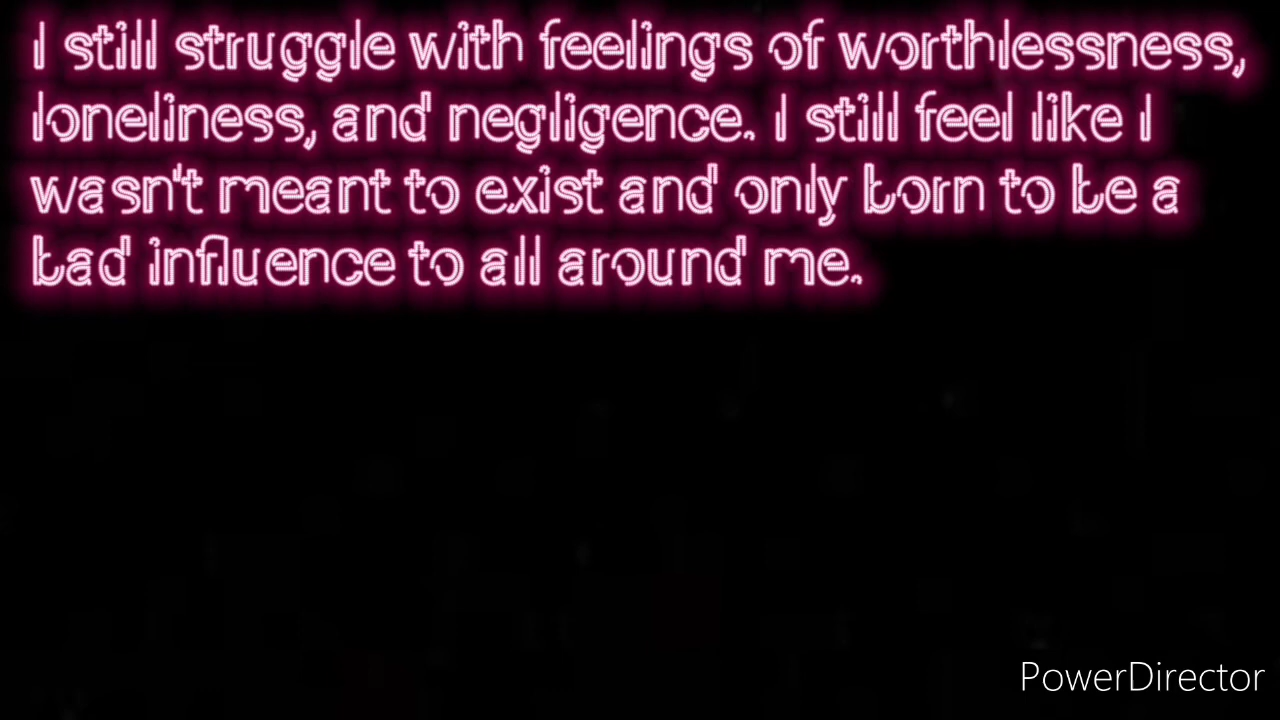 I still struggle with feelings of worthlessness,
loneliness, and negligence. I still feel like I
wasn't meant to exist and only born to be a
bad influence to all around me.
PowerDirector